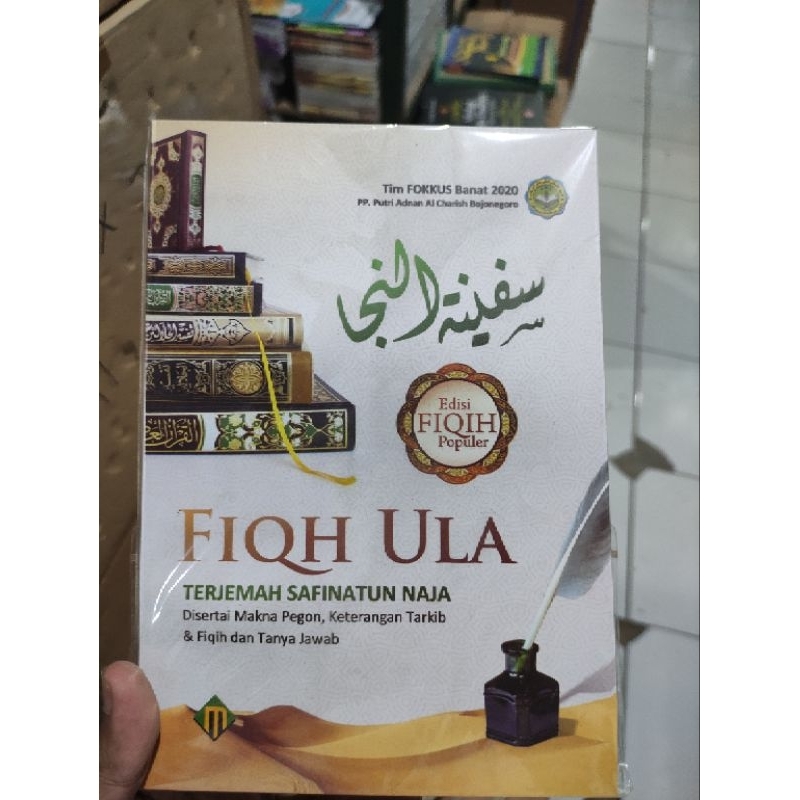 Tim FOKKUS Banat 2020
PP. Putri Adnan Al Charish Bojonegoro
سفينة النجا
Edisi
FIQIH
Populer
FIQH ULA
TERJEMAH SAFINATUN NAJA
Disertai Makna Pegon, Keterangan Tarkib
& Fiqih dan Tanya Jawab